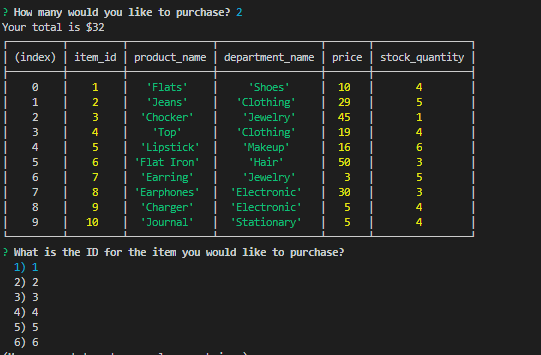 ? How many would you like to purchase? 2
Your total is $32
(index) item_id product_name department_name price stock_quantity
0 1 'Flats' 'Shoes' 10 4
1 2 'Jeans' 'Clothing' 29 5
2 3 'Chocker' 'Jewelry' 45 1
3 4 'Top' 'Clothing' 19 4
4 5 'Lipstick' 'Makeup' 16 6
5 6 'Flat Iron' 'Hair' 50 3
6 7 'Earring' 'Jewelry' 3 5
7 8 'Earphones' 'Electronic' 30 3
8 9 'Charger' 'Electronic' 5 4
9 10 'Journal' 'Stationary' 5 4
? What is the ID for the item you would like to purchase?
1) 1
2) 2
3) 3
4) 4
5) 5
6) 6